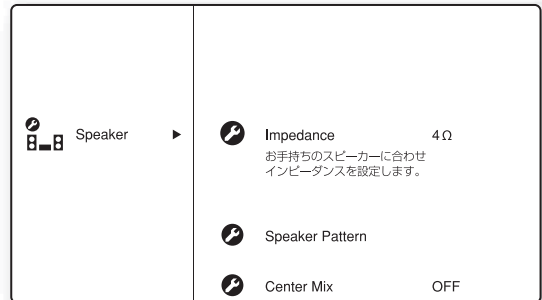 Speaker
Impedance 4Ω
お手持ちのスピーカーに合わせ
インピーダンスを設定します。
Speaker Pattern
Center Mix OFF